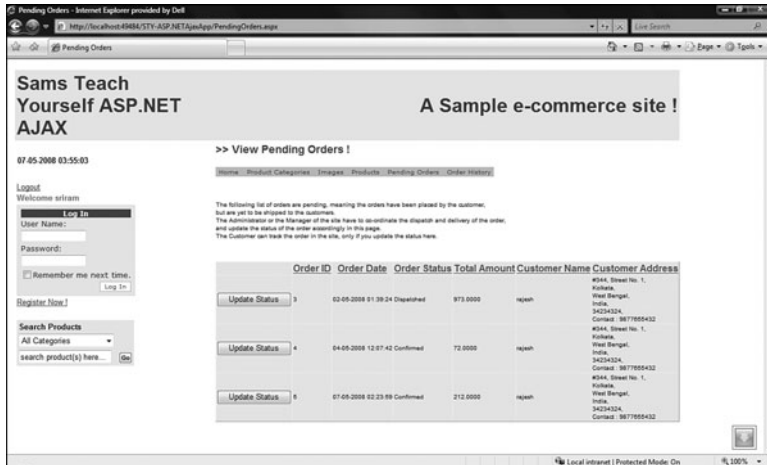 Pending Orders - Internet Explorer provided by Dell
http://localhost:49484/STY-ASP.NETAjaxApp/PendingOrders.aspx
Live Search
Pending Orders
Page
Tools
Sams Teach
Yourself ASP.NET
AJAX
A Sample e-commerce site !
07-05-2008 03:55:03
>> View Pending Orders !
Home Product Categories Images Products Pending Orders Order History
Logout
Welcome sriram
Log In
User Name:
Password:
Remember me next time.
Log In
Register Now !
Search Products
All Categories
search product(s) here...
Go
The following list of orders are pending, meaning the orders have been placed by the customer,
but are yet to be shipped to the customers.
The Administrator or the Manager of the site have to co-ordinate the dispatch and delivery of the order,
and update the status of the order accordingly in this page.
The Customer can track the order in the site, only if you update the status here.
Order ID Order Date Order Status Total Amount Customer Name Customer Address
Update Status 3 02-05-2008 01:39:24 Dispatched 973.0000 rajesh
#344, Street No. 1,
Kolkata,
West Bengal,
India,
34234324,
Contact : 9877655432
Update Status 4 04-05-2008 12:07:42 Confirmed 72.0000 rajesh
#344, Street No. 1,
Kolkata,
West Bengal,
India,
34234324,
Contact : 9877655432
Update Status 5 07-05-2008 02:23:59 Confirmed 212.0000 rajesh
#344, Street No. 1,
Kolkata,
West Bengal,
India,
34234324,
Contact : 9877655432
Local intranet | Protected Mode: On
100%